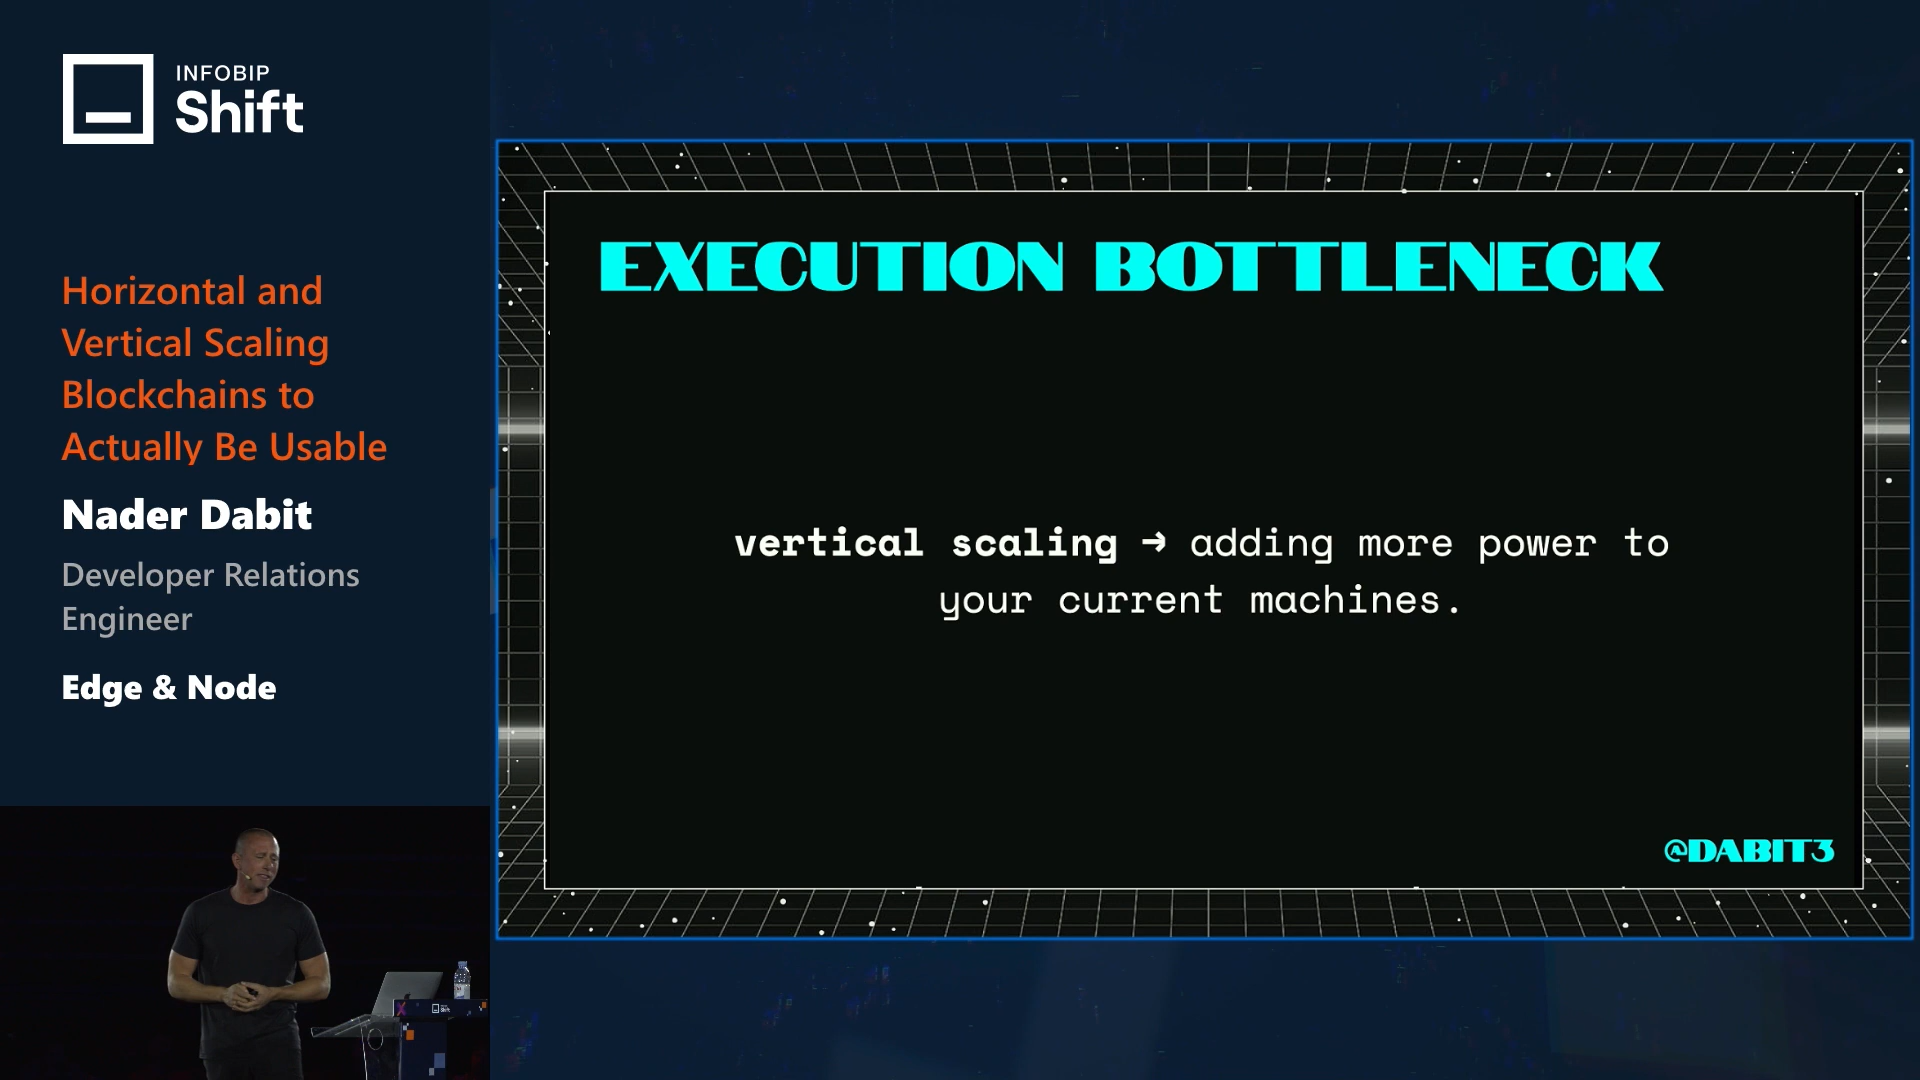 INFOBIP
Shift
Horizontal and
Vertical Scaling
Blockchains to
Actually Be Usable
Nader Dabit
Developer Relations
Engineer
Edge & Node
EXECUTION BOTTLENECK
vertical scaling → adding more power to
your current machines.
@DABIT3